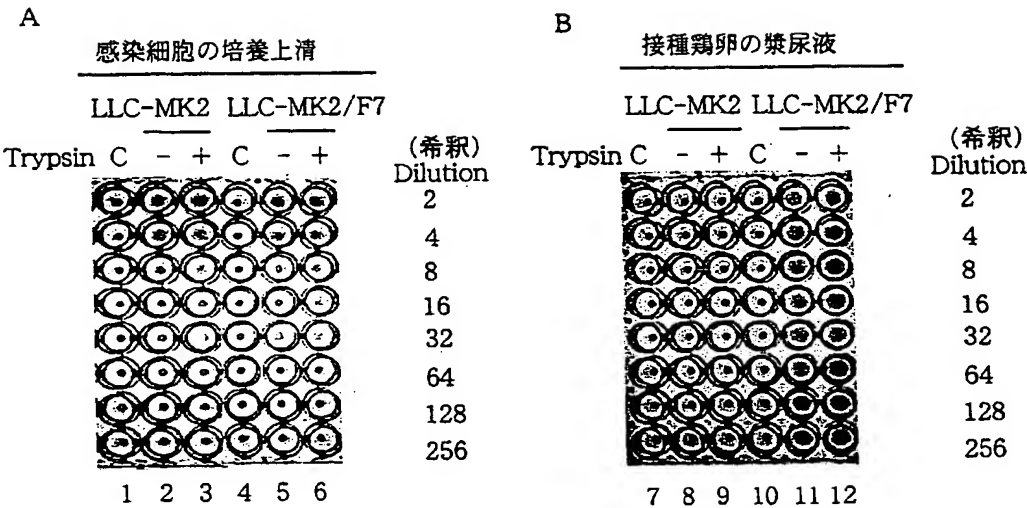 A
感染細胞の培養上清
LLC-MK2 LLC-MK2/F7
Trypsin C - + C - +
(希釈)
Dilution
2
4
8
16
32
64
128
256
1 2 3 4 5 6
B
接種鶏卵の漿尿液
LLC-MK2 LLC-MK2/F7
Trypsin C - + C - +
(希釈)
Dilution
2
4
8
16
32
64
128
256
7 8 9 10 11 12